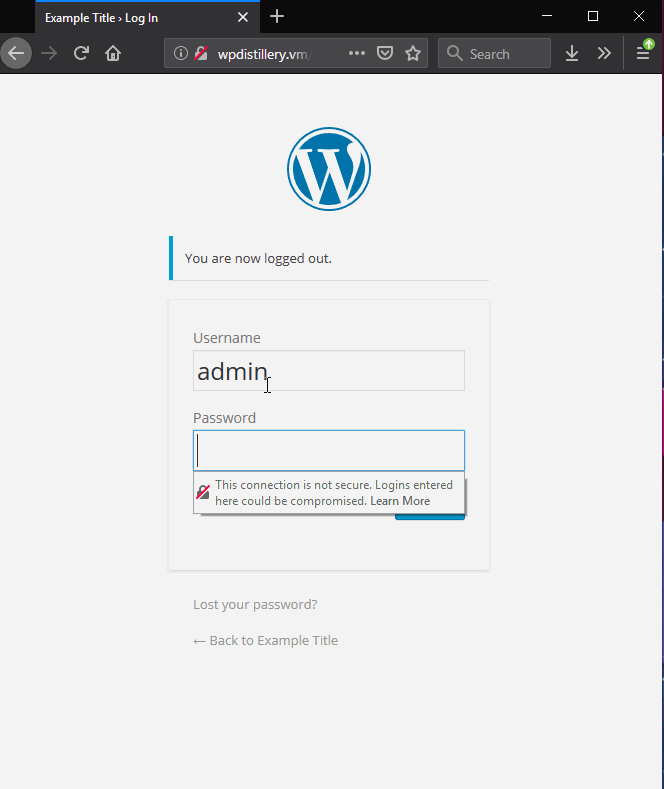 Example Title › Log In
wpdistillery.vm/
Search
You are now logged out.
Username
admin
Password
This connection is not secure. Logins entered
here could be compromised. Learn More
Lost your password?
← Back to Example Title